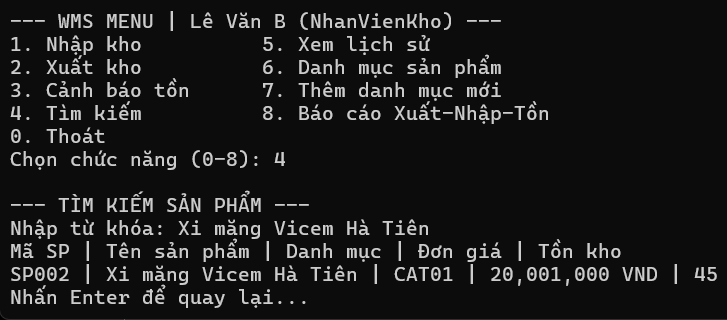 --- WMS MENU | Lê Văn B (NhanVienKho) ---
1. Nhập kho          5. Xem lịch sử
2. Xuất kho          6. Danh mục sản phẩm
3. Cảnh báo tồn      7. Thêm danh mục mới
4. Tìm kiếm          8. Báo cáo Xuất-Nhập-Tồn
0. Thoát
Chọn chức năng (0-8): 4

--- TÌM KIẾM SẢN PHẨM ---
Nhập từ khóa: Xi măng Vicem Hà Tiên
Mã SP | Tên sản phẩm | Danh mục | Đơn giá | Tồn kho
SP002 | Xi măng Vicem Hà Tiên | CAT01 | 20,001,000 VND | 45
Nhấn Enter để quay lại...